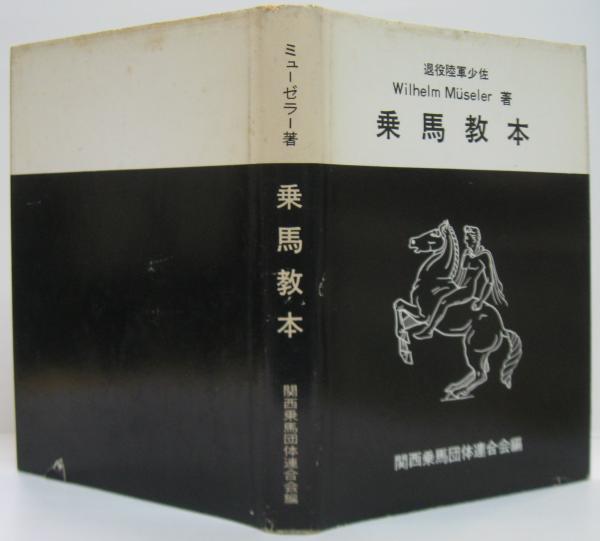 ミューゼラー著
乗馬教本
関西乗馬団体連合会編
退役陸軍少佐
Wilhelm Müseler 著
乗馬教本
関西乗馬団体連合会編